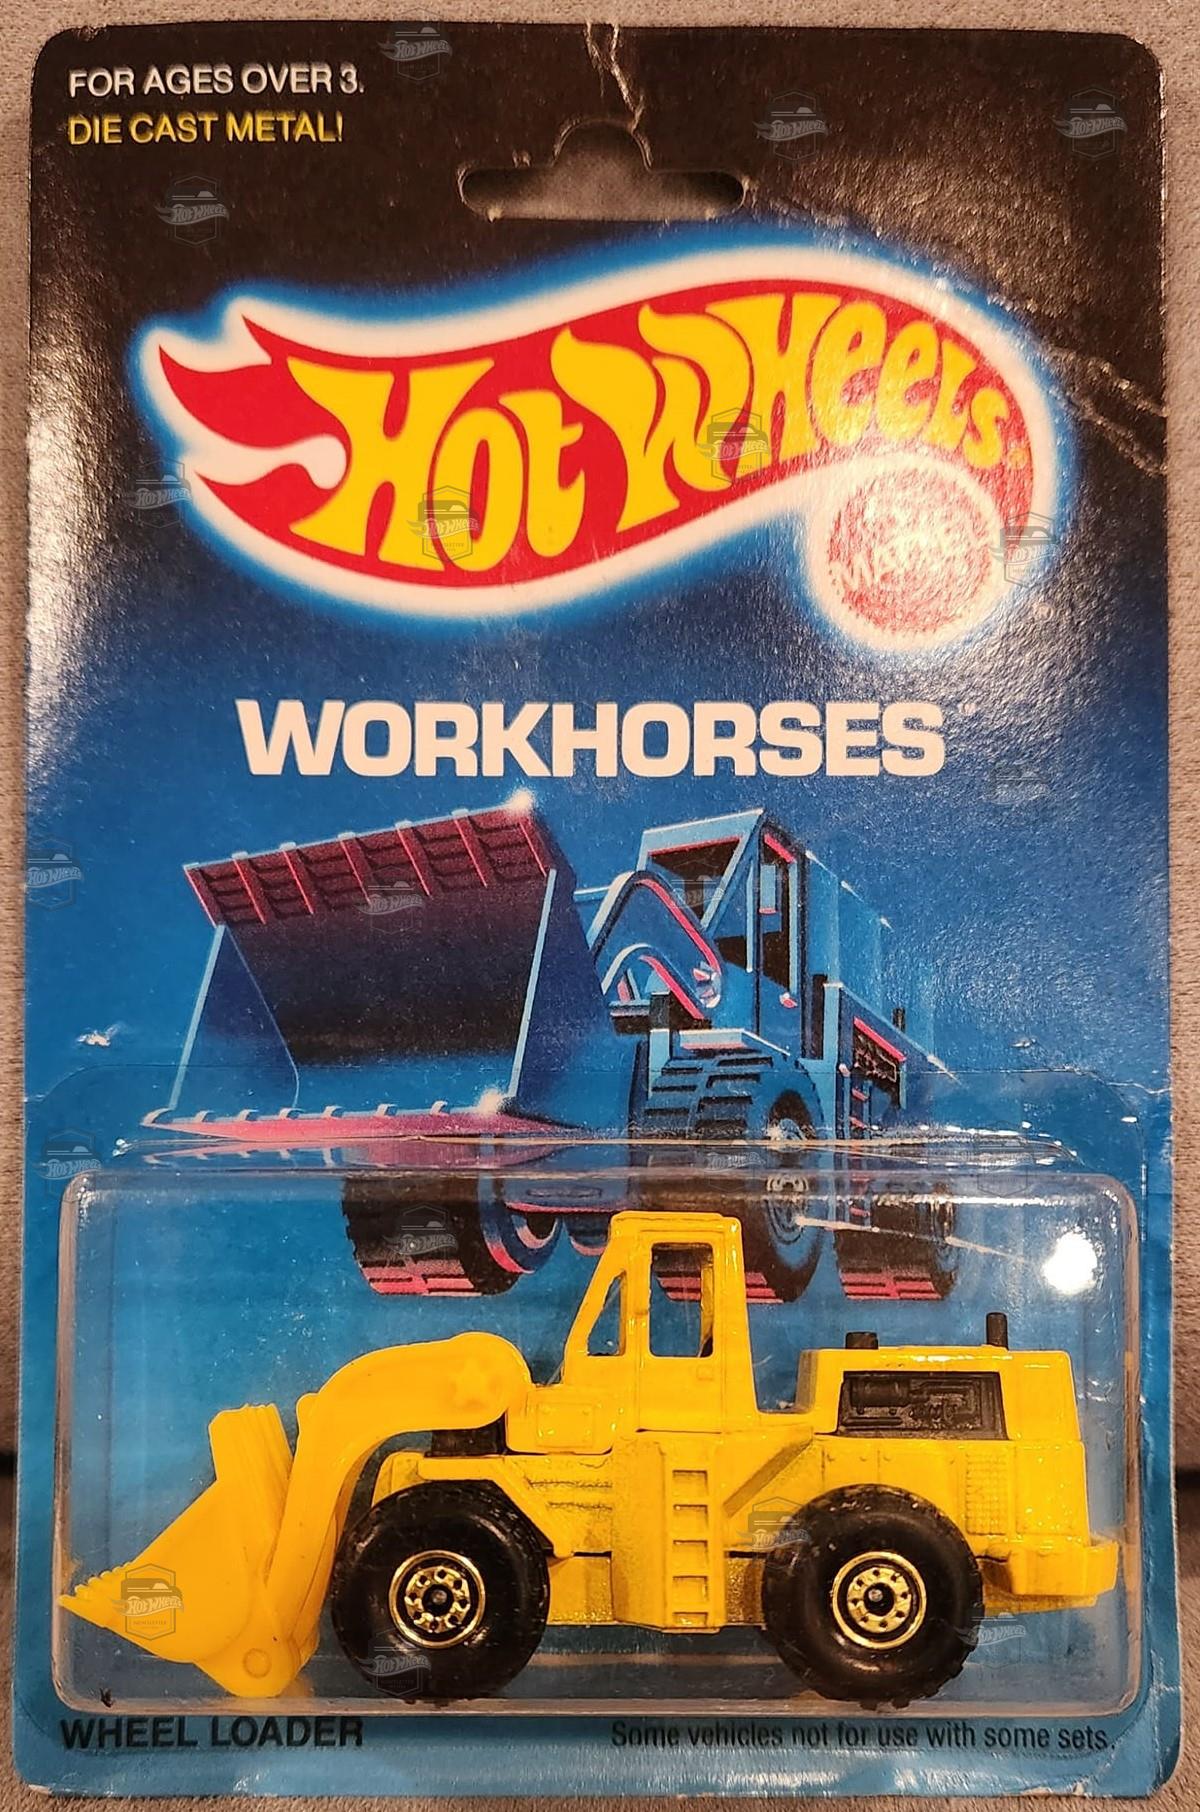 FOR AGES OVER 3.
DIE CAST METAL!
Hot Wheels
MATTEL
WORKHORSES
WHEEL LOADER
Some vehicles not for use with some sets.